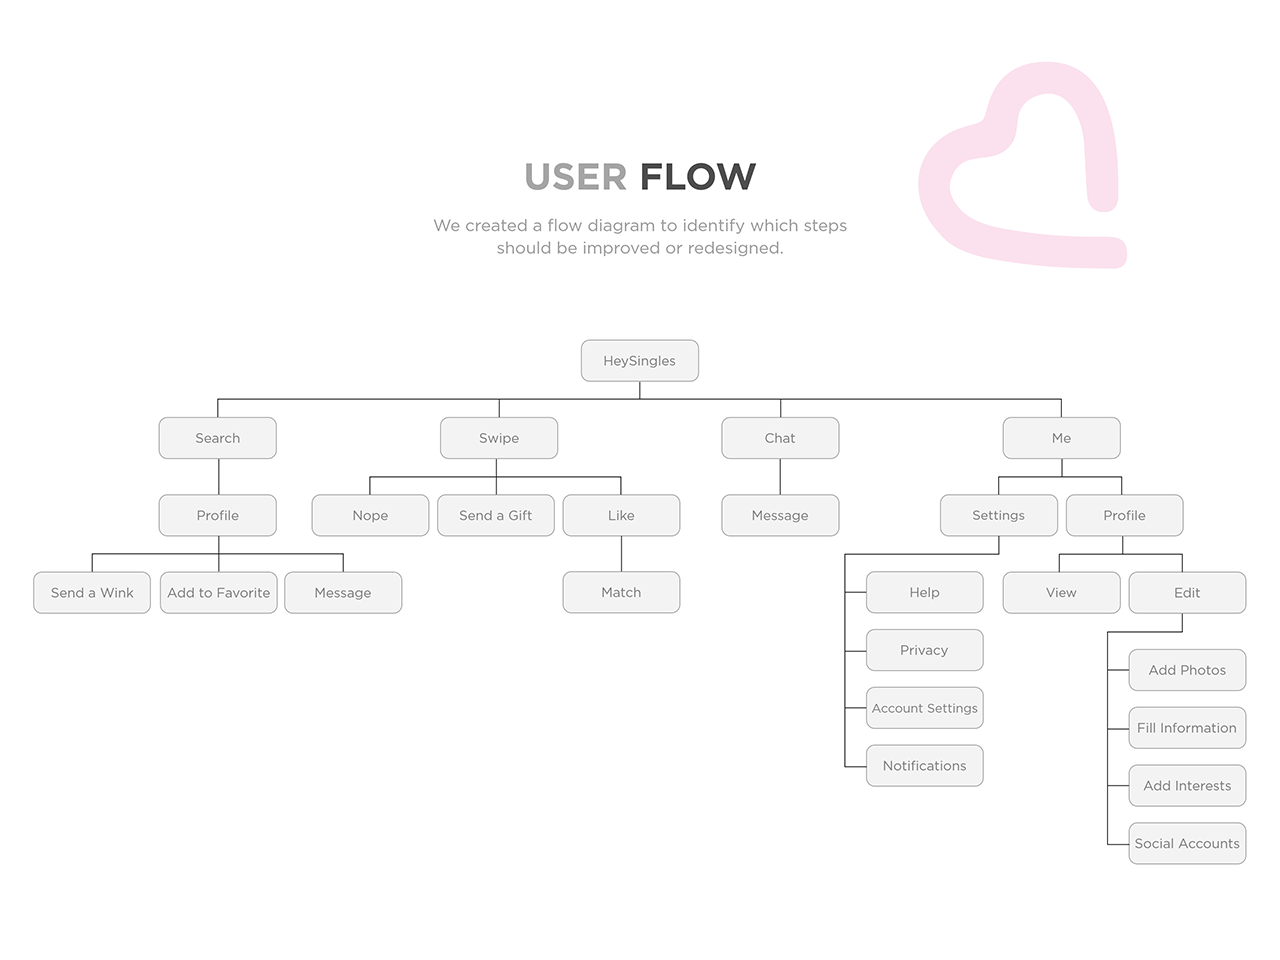 USER FLOW
We created a flow diagram to identify which steps
should be improved or redesigned.
HeySingles
Search
Swipe
Chat
Me
Profile
Nope
Send a Gift
Like
Message
Settings
Profile
Send a Wink
Add to Favorite
Message
Match
Help
View
Edit
Privacy
Add Photos
Account Settings
Fill Information
Notifications
Add Interests
Social Accounts